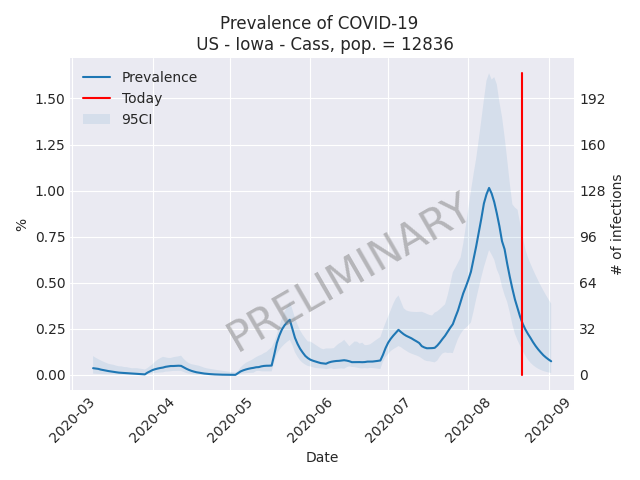 Prevalence of COVID-19
US - Iowa - Cass, pop. = 12836
Prevalence
Today
95CI
PRELIMINARY
%
1.50
1.25
1.00
0.75
0.50
0.25
0.00
192
160
128
96
64
32
0
# of infections
2020-03
2020-04
2020-05
2020-06
2020-07
2020-08
2020-09
Date